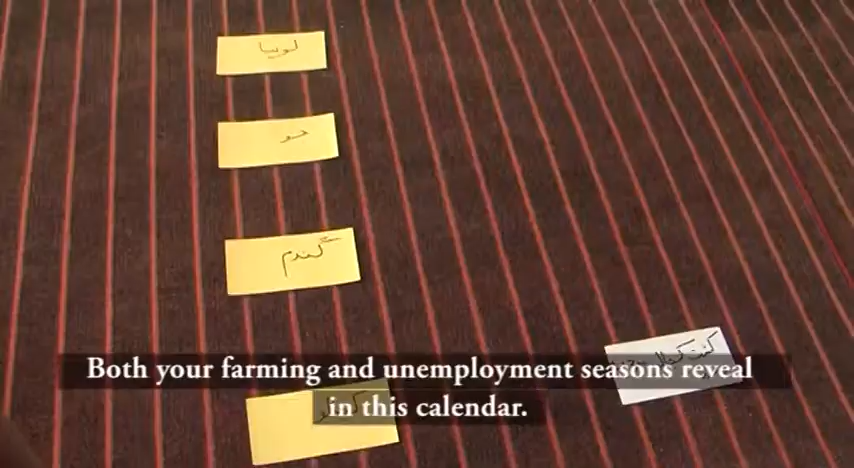 لوبیا
جو
گندم
Both your farming and unemployment seasons reveal
in this calendar.